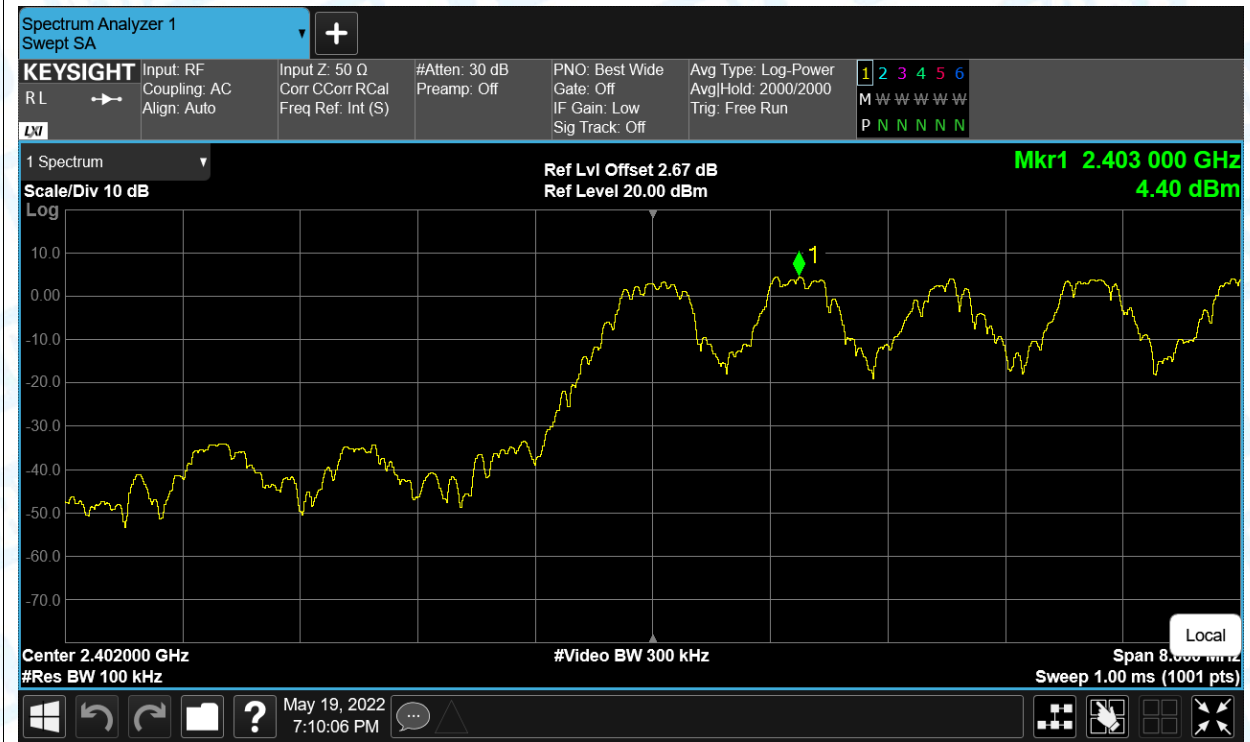 Spectrum Analyzer 1
Swept SA
KEYSIGHT
R L
LXI
Input: RF
Coupling: AC
Align: Auto
Input Z: 50 Ω
Corr CCorr RCal
Freq Ref: Int (S)
#Atten: 30 dB
Preamp: Off
PNO: Best Wide
Gate: Off
IF Gain: Low
Sig Track: Off
Avg Type: Log-Power
Avg|Hold: 2000/2000
Trig: Free Run
1 2 3 4 5 6
M W W W W W
P N N N N N N
1 Spectrum
Scale/Div 10 dB
Log
Ref Lvl Offset 2.67 dB
Ref Level 20.00 dBm
Mkr1 2.403 000 GHz
4.40 dBm
1
10.0
0.00
-10.0
-20.0
-30.0
-40.0
-50.0
-60.0
-70.0
Local
Center 2.402000 GHz
#Video BW 300 kHz
Span
#Res BW 100 kHz
Sweep 1.00 ms (1001 pts)
?
May 19, 2022
7:10:06 PM